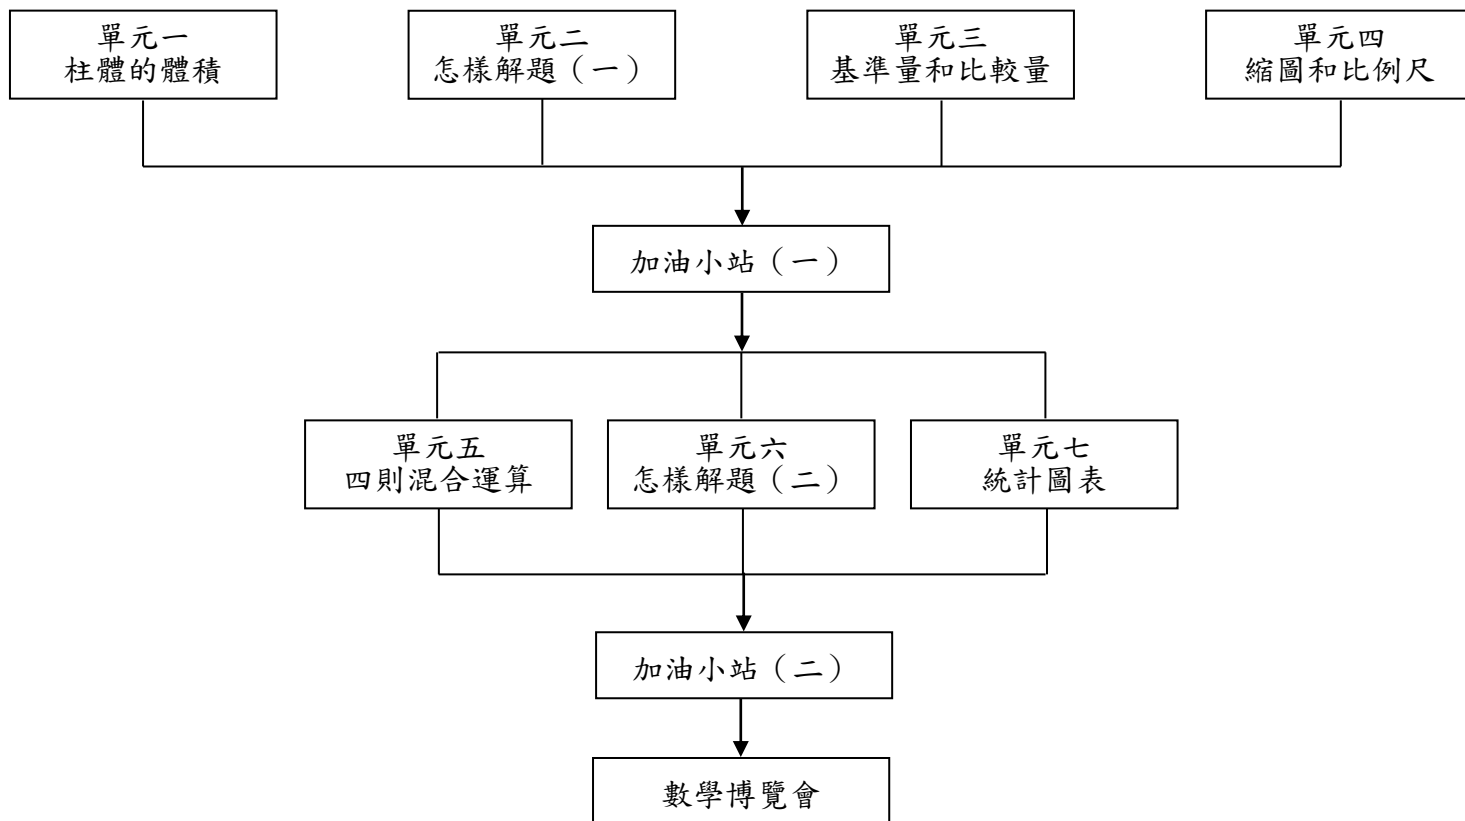 單元一
柱體的體積
單元二
怎樣解題（一）
單元三
基準量和比較量
單元四
縮圖和比例尺
加油小站（一）
單元五
四則混合運算
單元六
怎樣解題（二）
單元七
統計圖表
加油小站（二）
數學博覽會